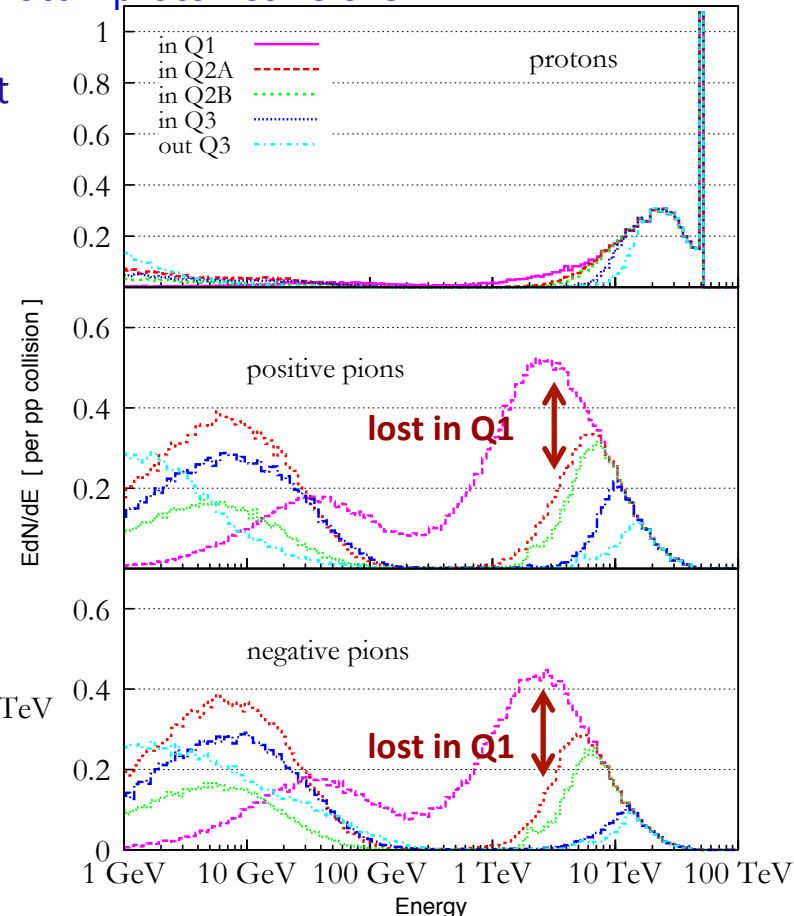 1
0.8
0.6
0.4
0.2
in Q1
in Q2A
in Q2B
in Q3
out Q3
protons
EdN/dE [ per pp collision ]
0.6
0.4
0.2
positive pions
lost in Q1
0.6
0.4
0.2
0
negative pions
lost in Q1
TeV
1 GeV 10 GeV 100 GeV 1 TeV 10 TeV 100 TeV
Energy